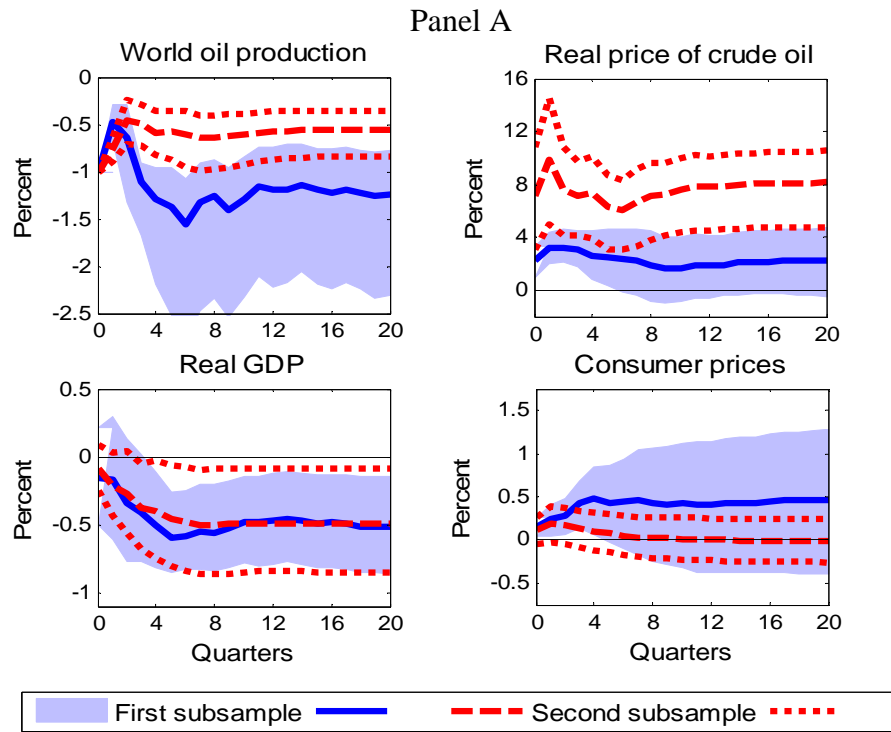 Panel A
World oil production
Real price of crude oil
Percent
0
-0.5
-1
-1.5
-2
-2.5
0 4 8 12 16 20
Percent
16
12
8
4
0
0 4 8 12 16 20
Real GDP
Consumer prices
Percent
0.5
0
-0.5
-1
0 4 8 12 16 20
Quarters
Percent
1.5
1
0.5
0
-0.5
0 4 8 12 16 20
Quarters
First subsample
Second subsample